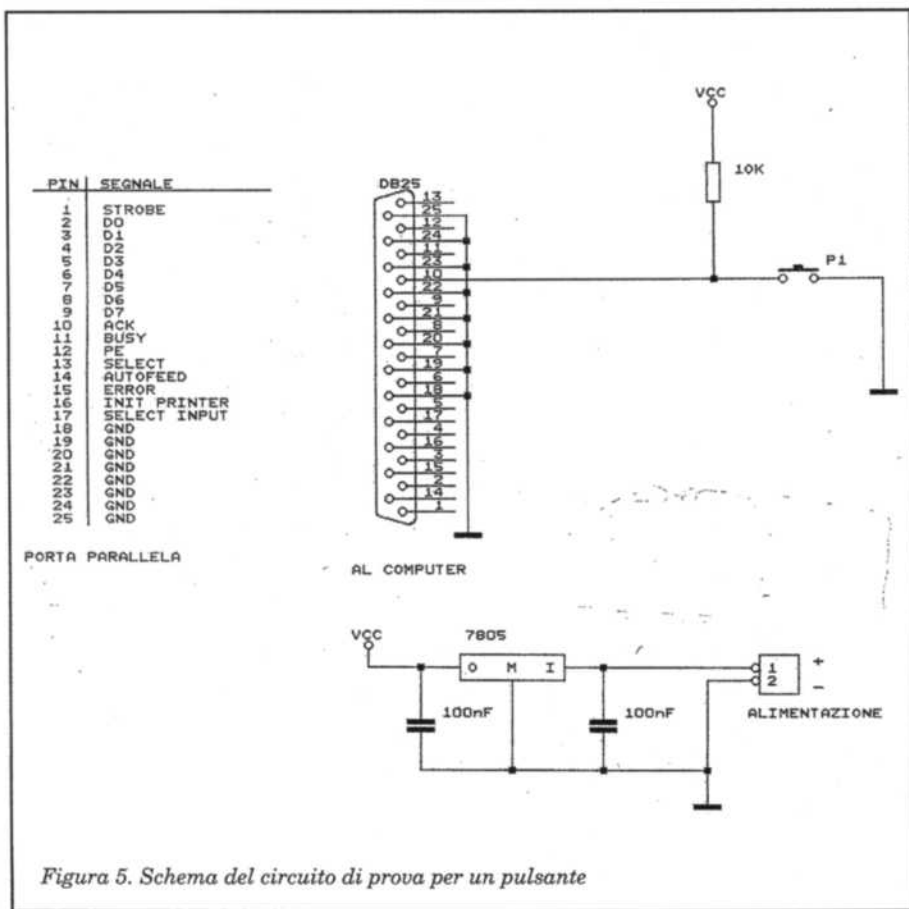 PIN SEGNALE
1 STROBE
2 D0
3 D1
4 D2
5 D3
6 D4
7 D5
8 D6
9 D7
10 ACK
11 BUSY
12 PE
13 SELECT
14 AUTOFEED
15 ERROR
16 INIT PRINTER
17 SELECT INPUT
18 GND
19 GND
20 GND
21 GND
22 GND
23 GND
24 GND
25 GND
PORTA PARALLELA
DB25
13
25
12
24
11
23
10
22
9
21
8
20
7
19
6
18
5
17
4
16
3
15
2
14
1
AL COMPUTER
VCC
10K
P1
VCC
7805
O M I
100nF
100nF
1 +
2 -
ALIMENTAZIONE
Figura 5. Schema del circuito di prova per un pulsante